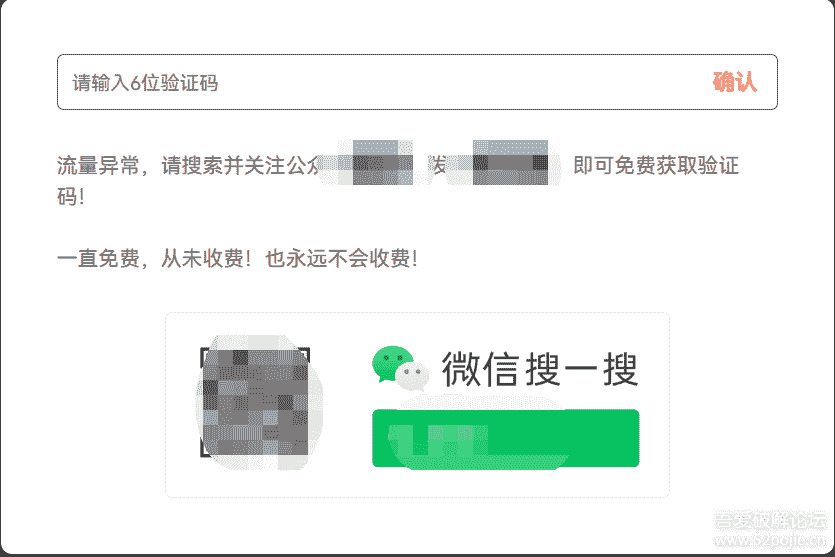 请输入6位验证码 确认
流量异常，请搜索并关注公众 发 即可免费获取验证
码！
一直免费，从未收费！也永远不会收费！
微信搜一搜
吾爱破解论坛
www.52pojie.cn